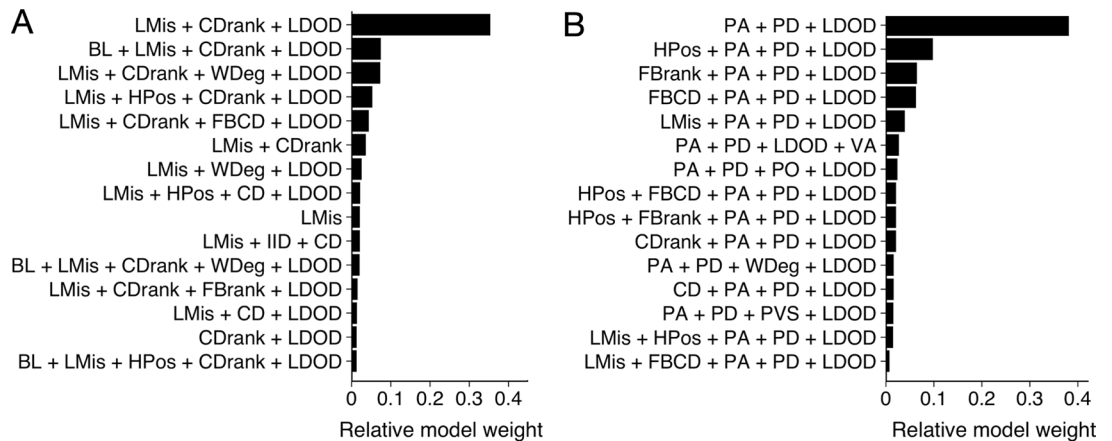 A
LMis + CDrank + LDOD
BL + LMis + CDrank + LDOD
LMis + CDrank + WDeg + LDOD
LMis + HPos + CDrank + LDOD
LMis + CDrank + FBCD + LDOD
LMis + CDrank
LMis + WDeg + LDOD
LMis + HPos + CD + LDOD
LMis
LMis + IID + CD
BL + LMis + CDrank + WDeg + LDOD
LMis + CDrank + FBrank + LDOD
LMis + CD + LDOD
CDrank + LDOD
BL + LMis + HPos + CDrank + LDOD
0 0.1 0.2 0.3 0.4
Relative model weight
B
PA + PD + LDOD
HPos + PA + PD + LDOD
FBrank + PA + PD + LDOD
FBCD + PA + PD + LDOD
LMis + PA + PD + LDOD
PA + PD + LDOD + VA
PA + PD + PO + LDOD
HPos + FBCD + PA + PD + LDOD
HPos + FBrank + PA + PD + LDOD
CDrank + PA + PD + LDOD
PA + PD + WDeg + LDOD
CD + PA + PD + LDOD
PA + PD + PVS + LDOD
LMis + HPos + PA + PD + LDOD
LMis + FBCD + PA + PD + LDOD
0 0.1 0.2 0.3 0.4
Relative model weight